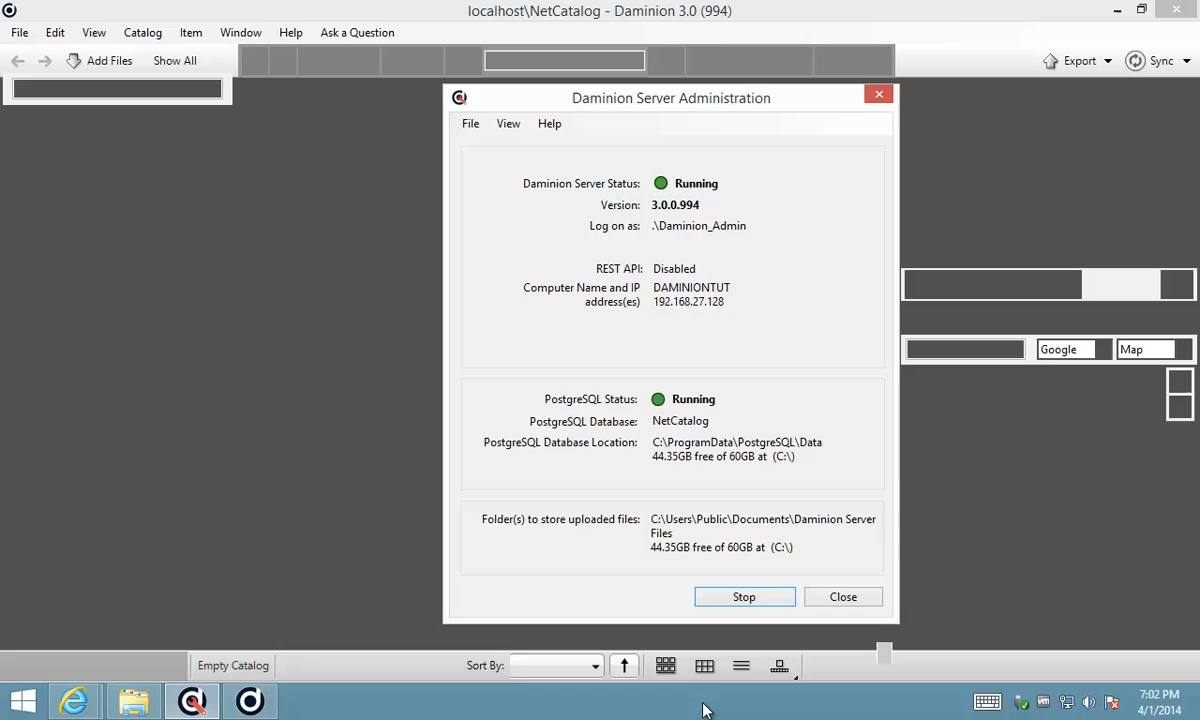 localhost\NetCatalog - Daminion 3.0 (994)
File Edit View Catalog Item Window Help Ask a Question
Add Files Show All Export Sync
Daminion Server Administration
File View Help
Daminion Server Status: Running
Version: 3.0.0.994
Log on as: .\Daminion_Admin
REST API: Disabled
Computer Name and IP DAMINIONTUT
address(es) 192.168.27.128
Google Map
PostgreSQL Status: Running
PostgreSQL Database: NetCatalog
PostgreSQL Database Location: C:\ProgramData\PostgreSQL\Data
44.35GB free of 60GB at (C:\)
Folder(s) to store uploaded files: C:\Users\Public\Documents\Daminion Server
Files
44.35GB free of 60GB at (C:\)
Stop Close
Empty Catalog Sort By:
7:02 PM
4/1/2014